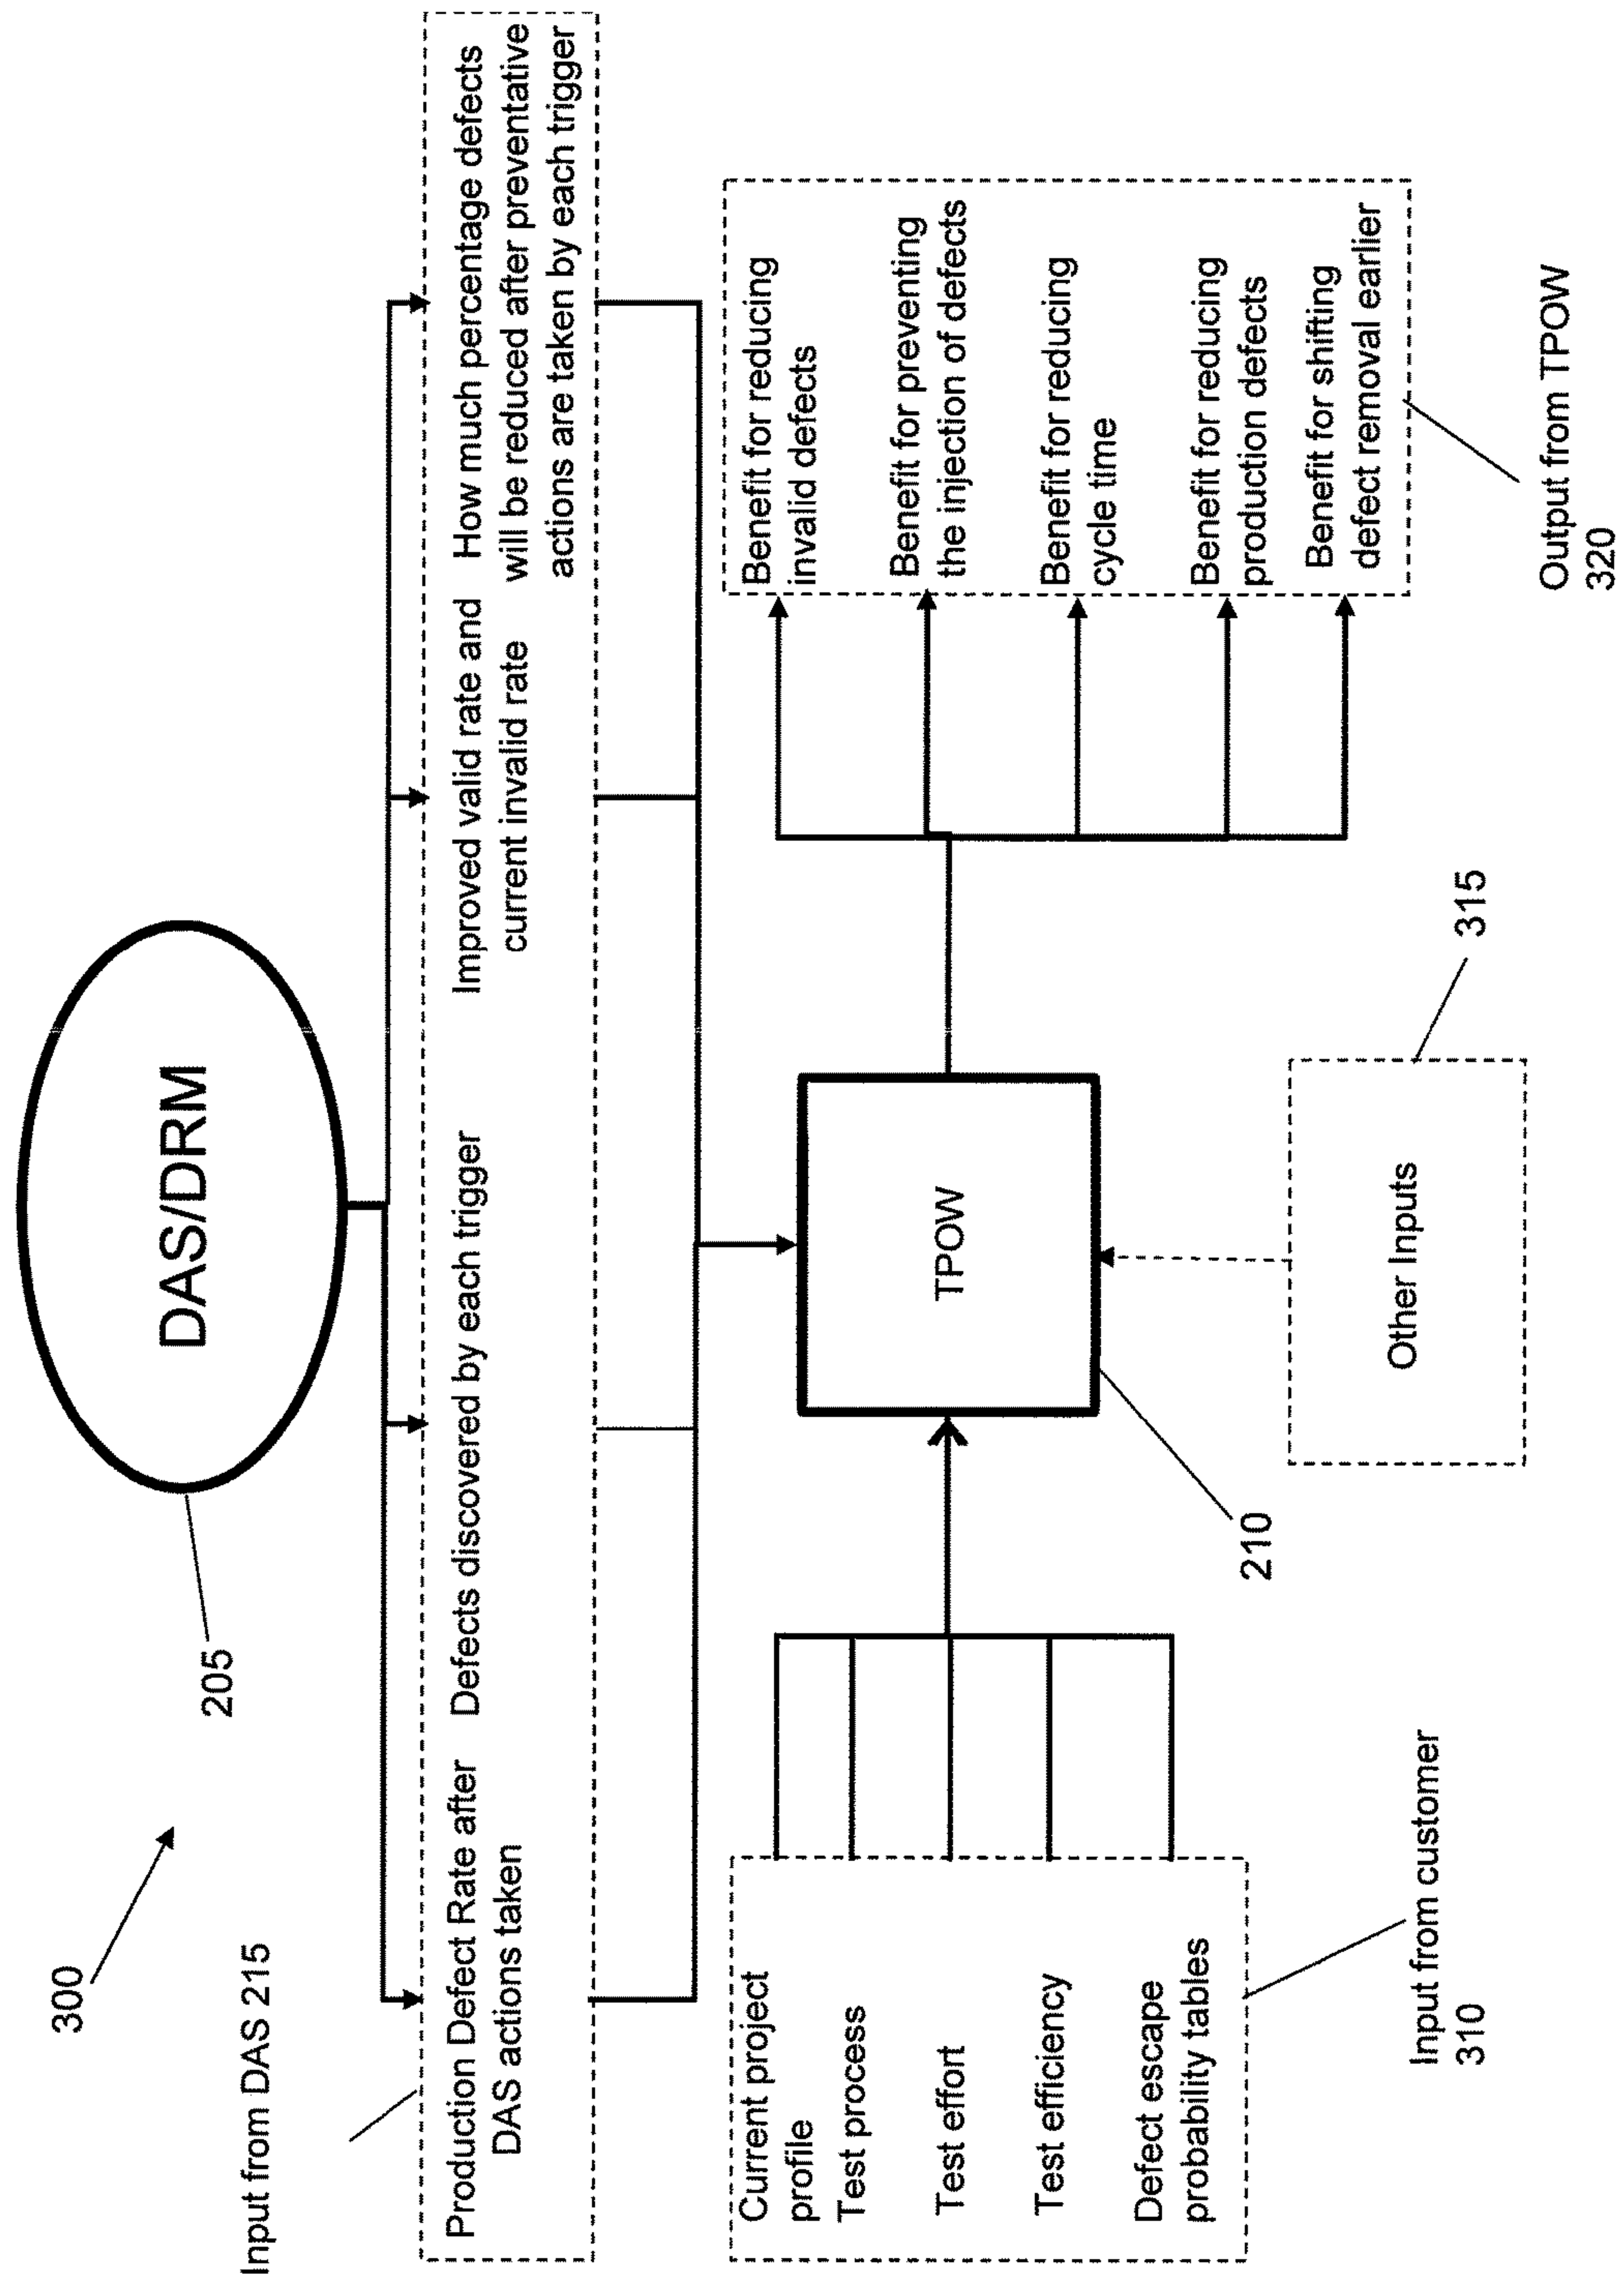 300
205
DAS/DRM
Input from DAS 215
Production Defect Rate after
DAS actions taken
Defects discovered by each trigger
Improved valid rate and
current invalid rate
How much percentage defects
will be reduced after preventative
actions are taken by each trigger
Current project
profile
Test process
Test effort
Test efficiency
Defect escape
probability tables
Input from customer
310
TPOW
210
Other Inputs
315
Benefit for reducing
invalid defects
Benefit for preventing
the injection of defects
Benefit for reducing
cycle time
Benefit for reducing
production defects
Benefit for shifting
defect removal earlier
Output from TPOW
320